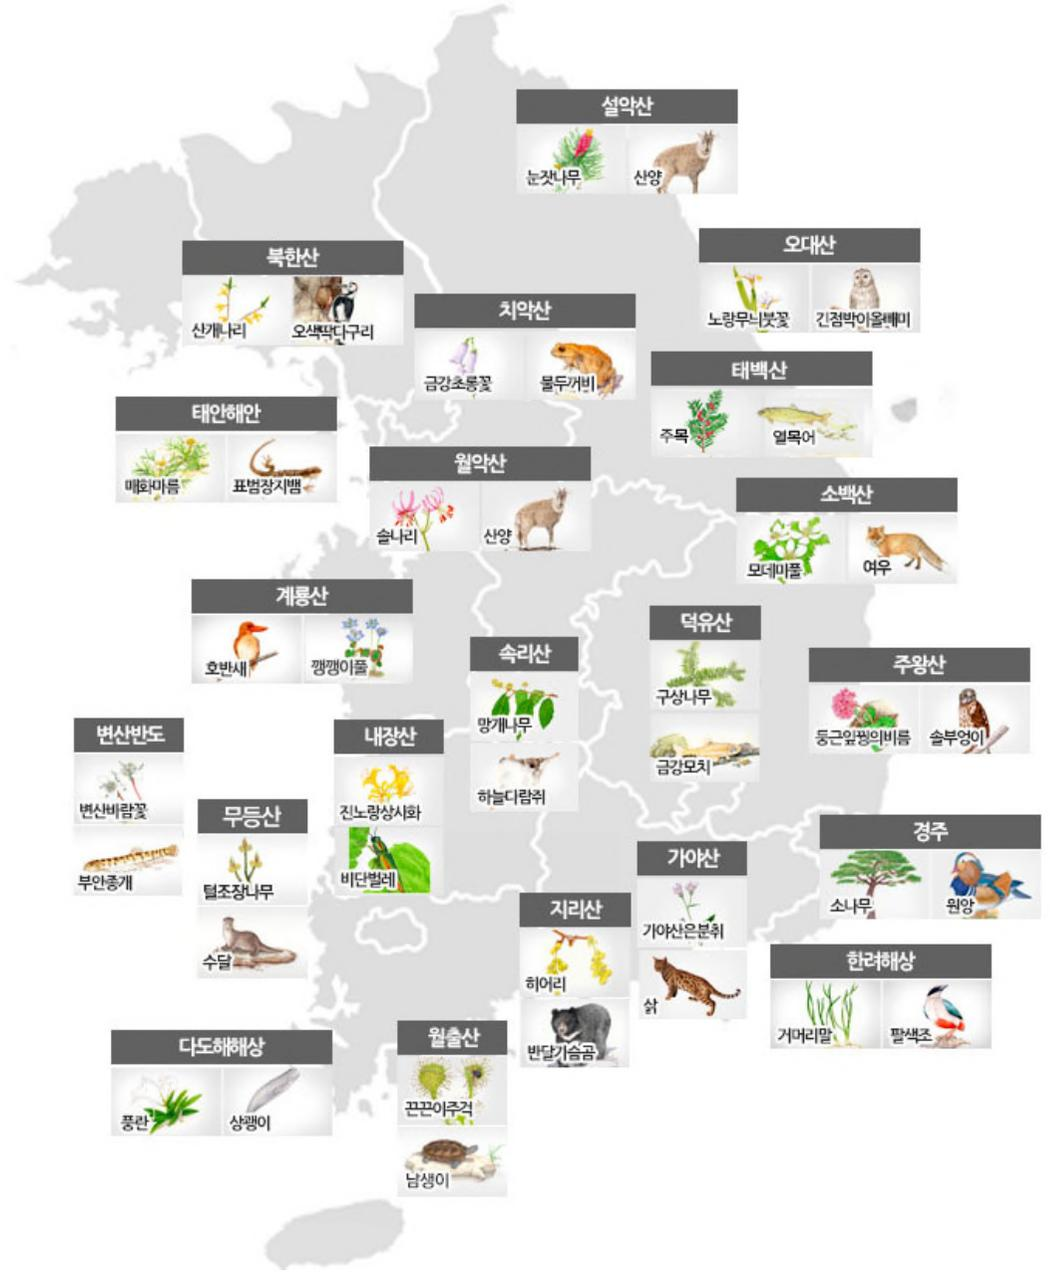 설악산
눈잣나무 산양
오대산
노랑무늬붓꽃 긴점박이올빼미
북한산
산개나리 오색딱다구리
치악산
금강초롱꽃 물두꺼비
태백산
주목 열목어
태안해안
매화마름 표범장지뱀
월악산
솔나리 산양
소백산
모데미풀 여우
계룡산
호반새 깽깽이풀
속리산
망개나무
하늘다람쥐
덕유산
구상나무
금강모치
주왕산
둥근잎꿩의비름 솔부엉이
변산반도
변산바람꽃
부안종개
내장산
진노랑상사화
비단벌레
무등산
털조장나무
수달
경주
소나무 원앙
가야산
가야산은분취
삵
지리산
히어리
반달가슴곰
한려해상
거머리말 팔색조
다도해해상
풍란 상괭이
월출산
끈끈이주걱
남생이